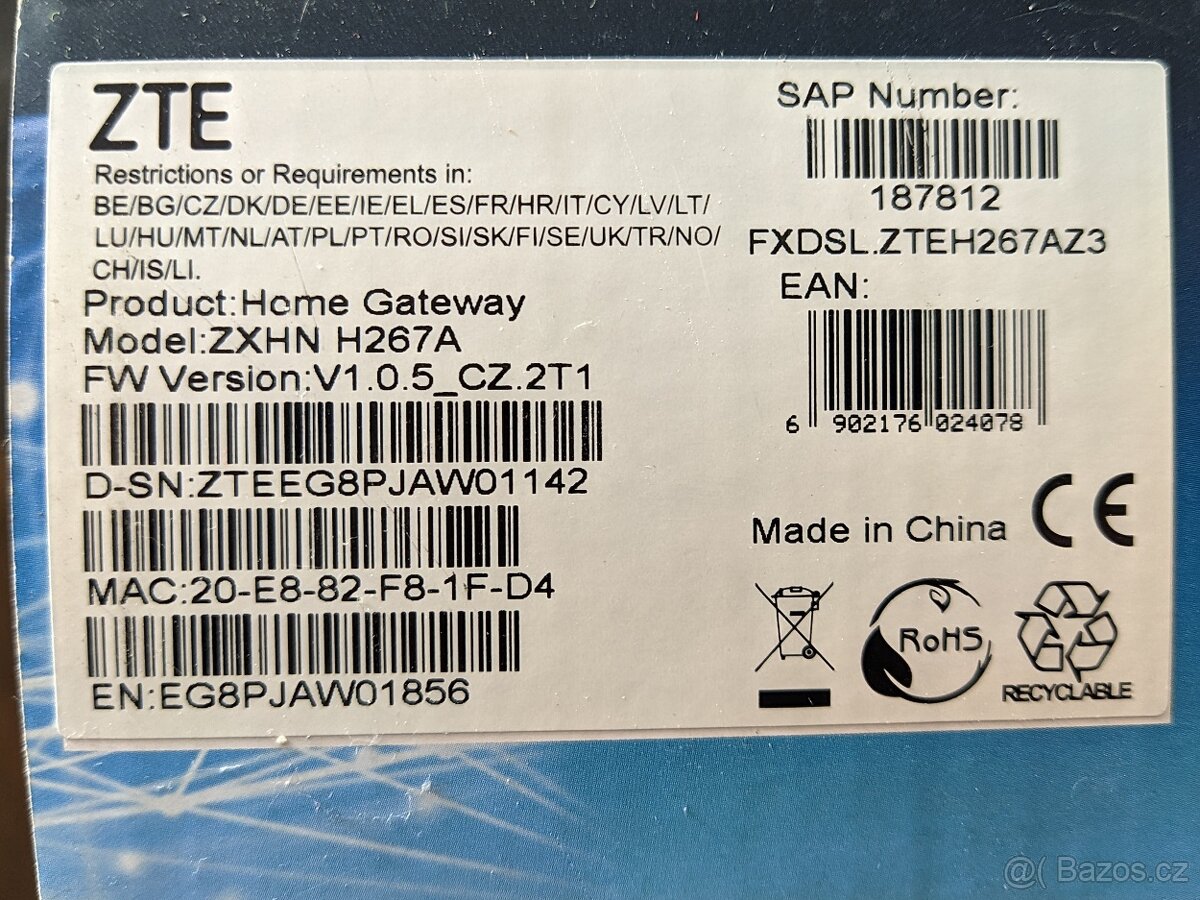 ZTE
Restrictions or Requirements in:
BE/BG/CZ/DK/DE/EE/IE/EL/ES/FR/HR/IT/CY/LV/LT/
LU/HU/MT/NL/AT/PL/PT/RO/SI/SK/FI/SE/UK/TR/NO/
CH/IS/LI.
Product:Home Gateway
Model:ZXHN H267A
FW Version:V1.0.5_CZ.2T1
D-SN:ZTEEG8PJAW01142
MAC:20-E8-82-F8-1F-D4
EN:EG8PJAW01856
SAP Number:
187812
FXDSL.ZTEH267AZ3
EAN:
6 902176 024078
Made in China CE
RoHS
RECYCLABLE
@( Bazos.cz